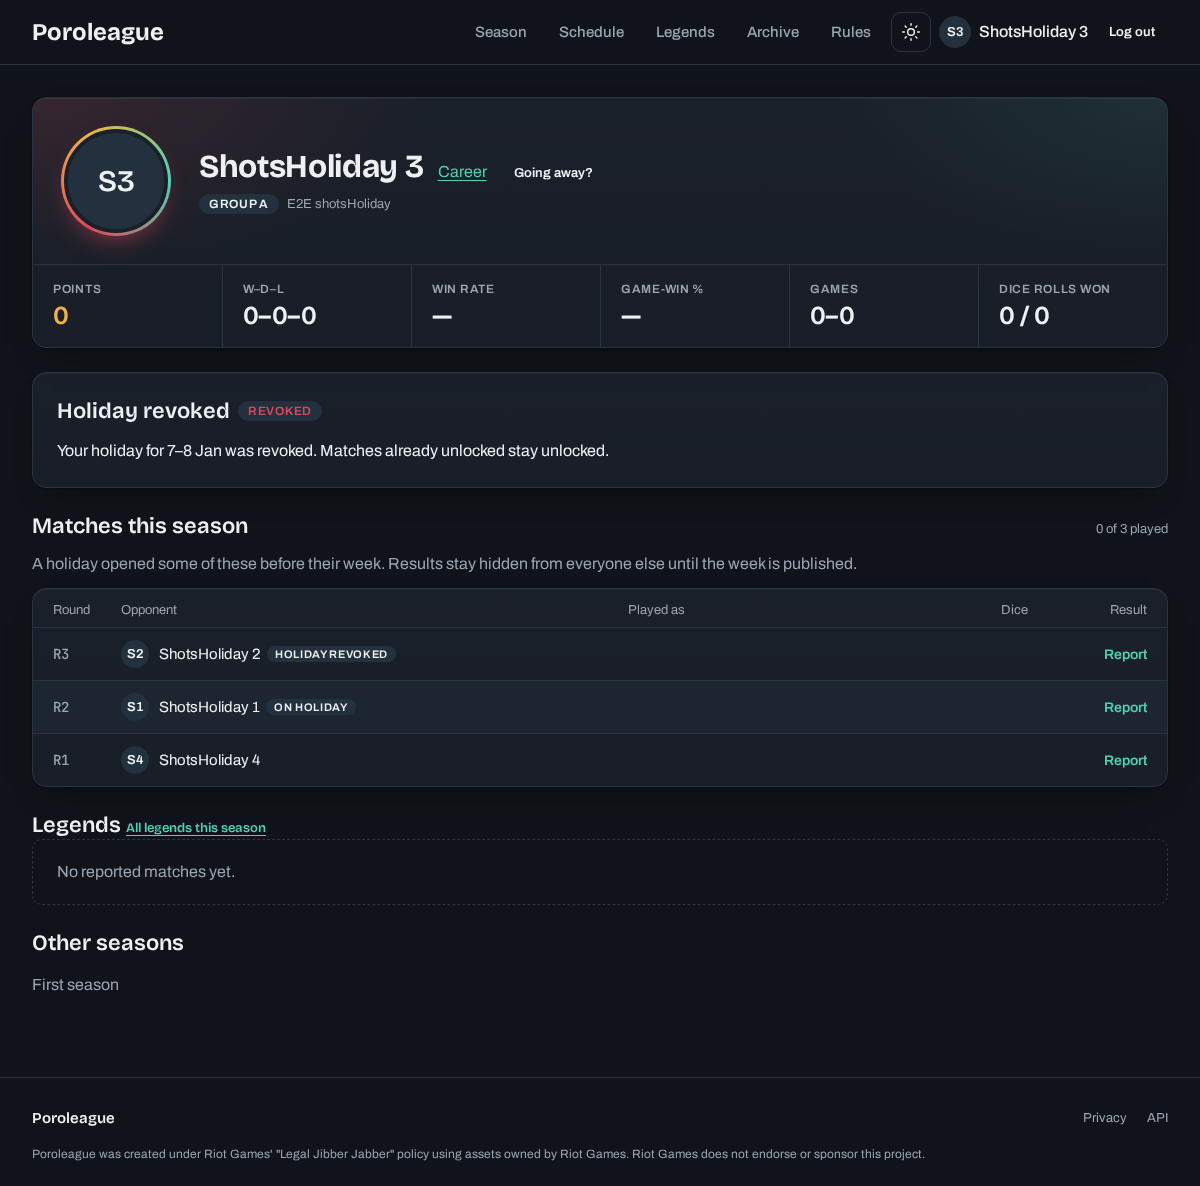 Poroleague
Season Schedule Legends Archive Rules S3 ShotsHoliday 3 Log out
S3
ShotsHoliday 3 Career Going away?
GROUP A E2E shotsHoliday
POINTS W–D–L WIN RATE GAME-WIN % GAMES DICE ROLLS WON
0 0–0–0 — — 0–0 0 / 0
Holiday revoked REVOKED
Your holiday for 7–8 Jan was revoked. Matches already unlocked stay unlocked.
Matches this season 0 of 3 played
A holiday opened some of these before their week. Results stay hidden from everyone else until the week is published.
Round Opponent Played as Dice Result
R3 S2 ShotsHoliday 2 HOLIDAY REVOKED Report
R2 S1 ShotsHoliday 1 ON HOLIDAY Report
R1 S4 ShotsHoliday 4 Report
Legends All legends this season
No reported matches yet.
Other seasons
First season
Poroleague Privacy API
Poroleague was created under Riot Games' "Legal Jibber Jabber" policy using assets owned by Riot Games. Riot Games does not endorse or sponsor this project.